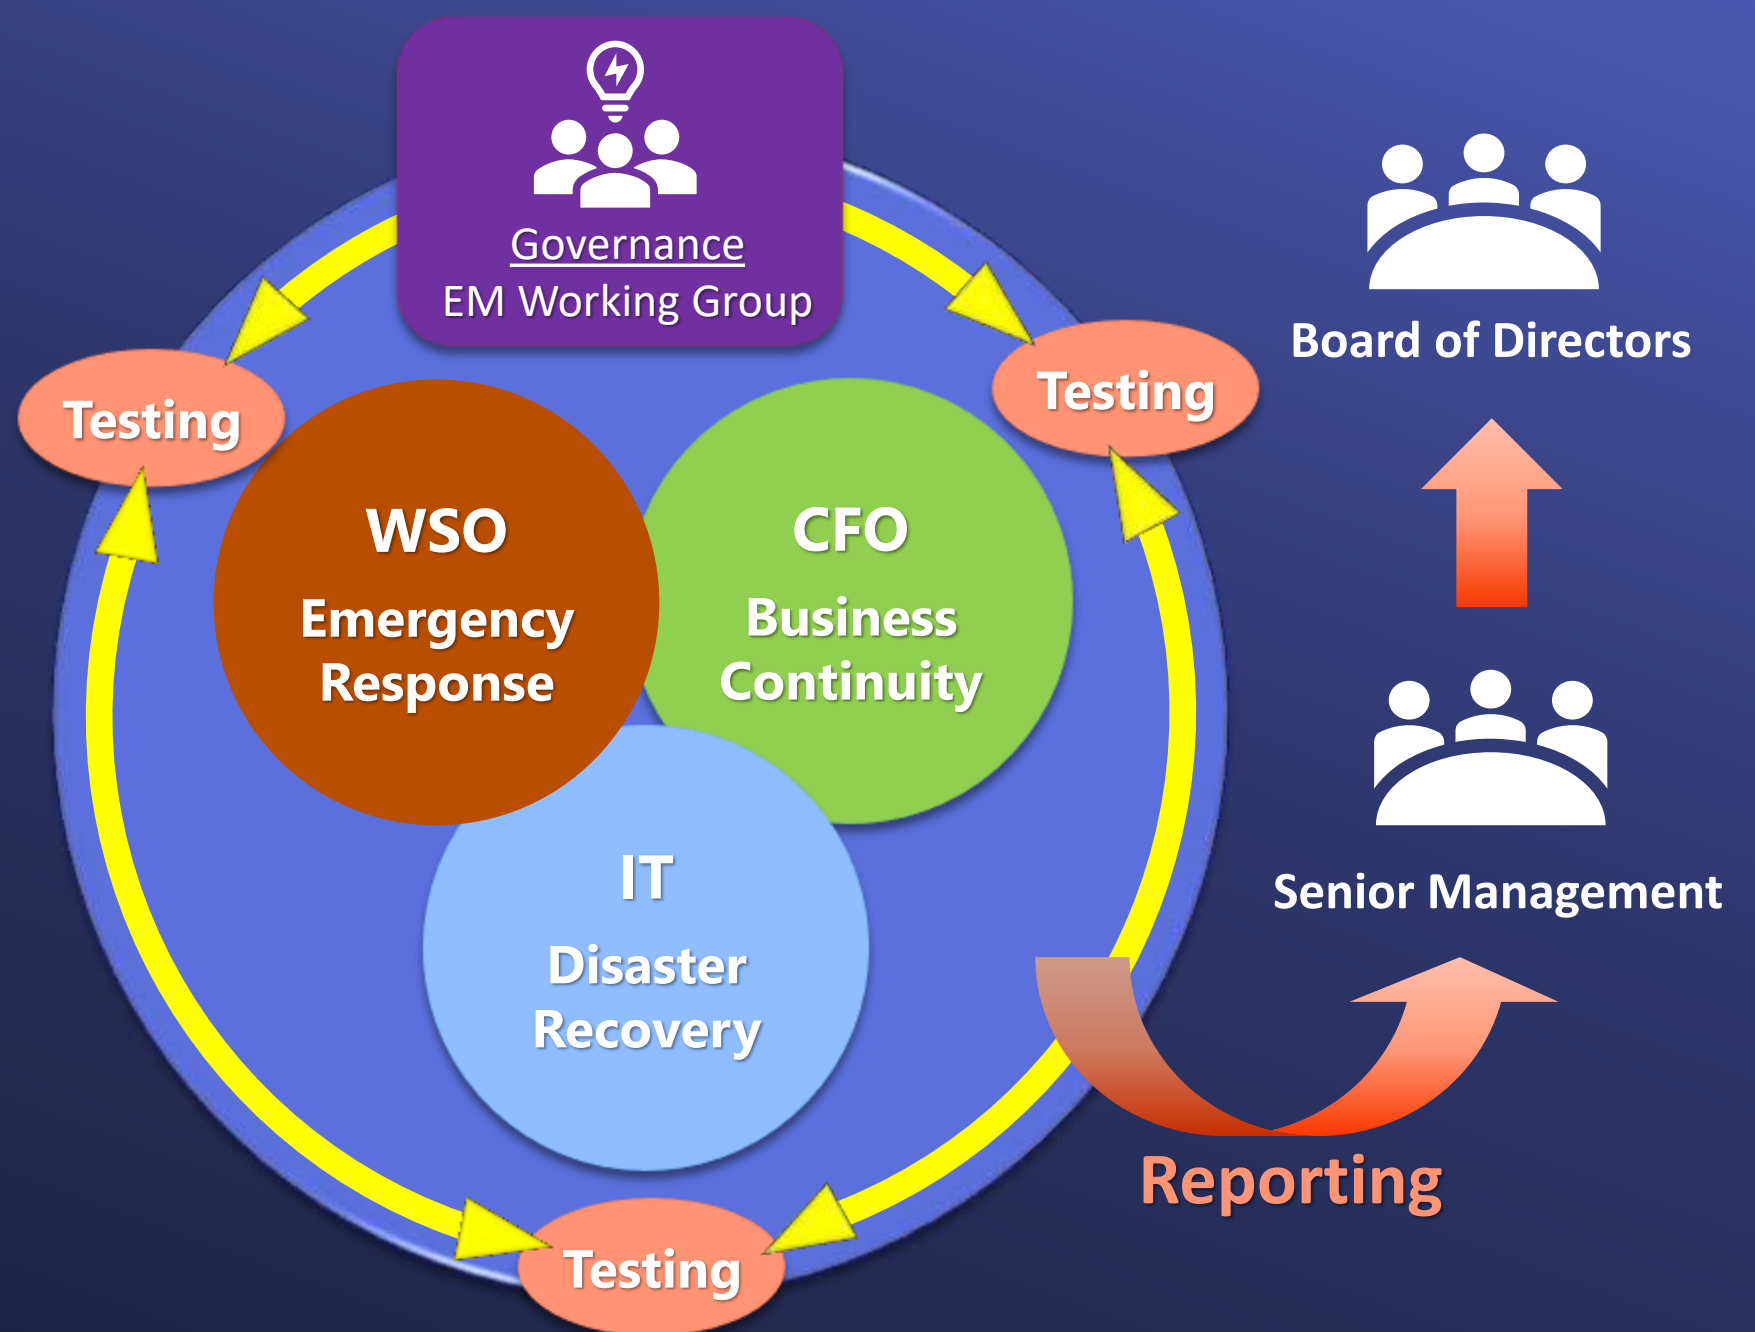 Governance
EM Working Group
Testing
Testing
WSO
Emergency
Response
CFO
Business
Continuity
IT
Disaster
Recovery
Testing
Board of Directors
Senior Management
Reporting